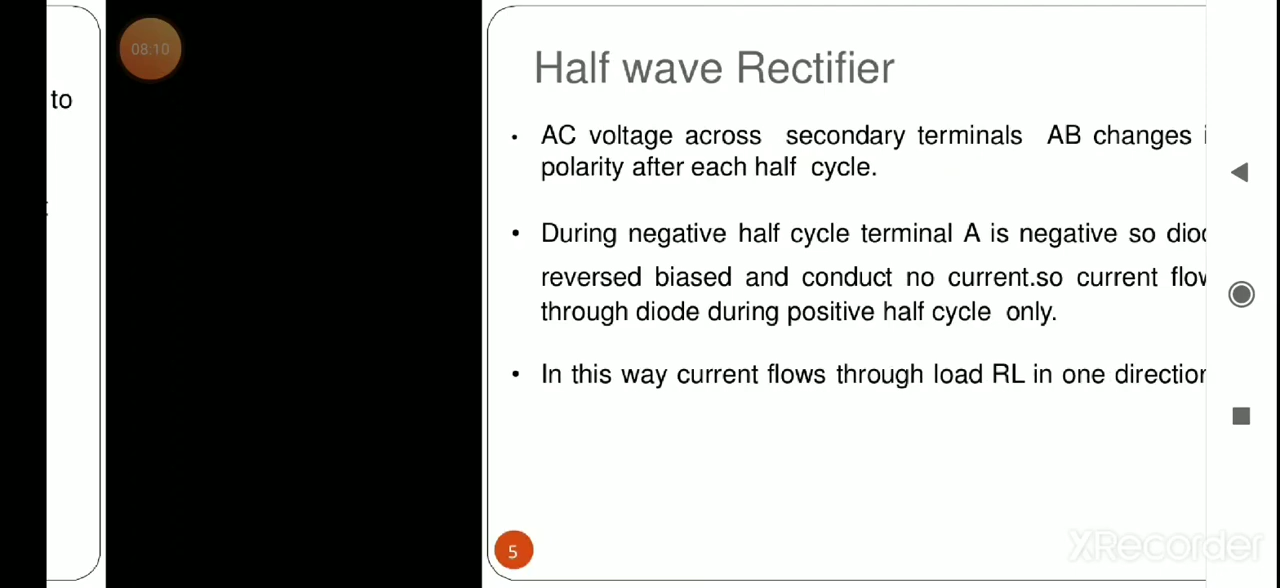 to
08:10
Half wave Rectifier
• AC voltage across secondary terminals AB changes
polarity after each half cycle.
• During negative half cycle terminal A is negative so
reversed biased and conduct no current.so current
through diode during positive half cycle only.
• In this way current flows through load RL in one
5
XRecorder